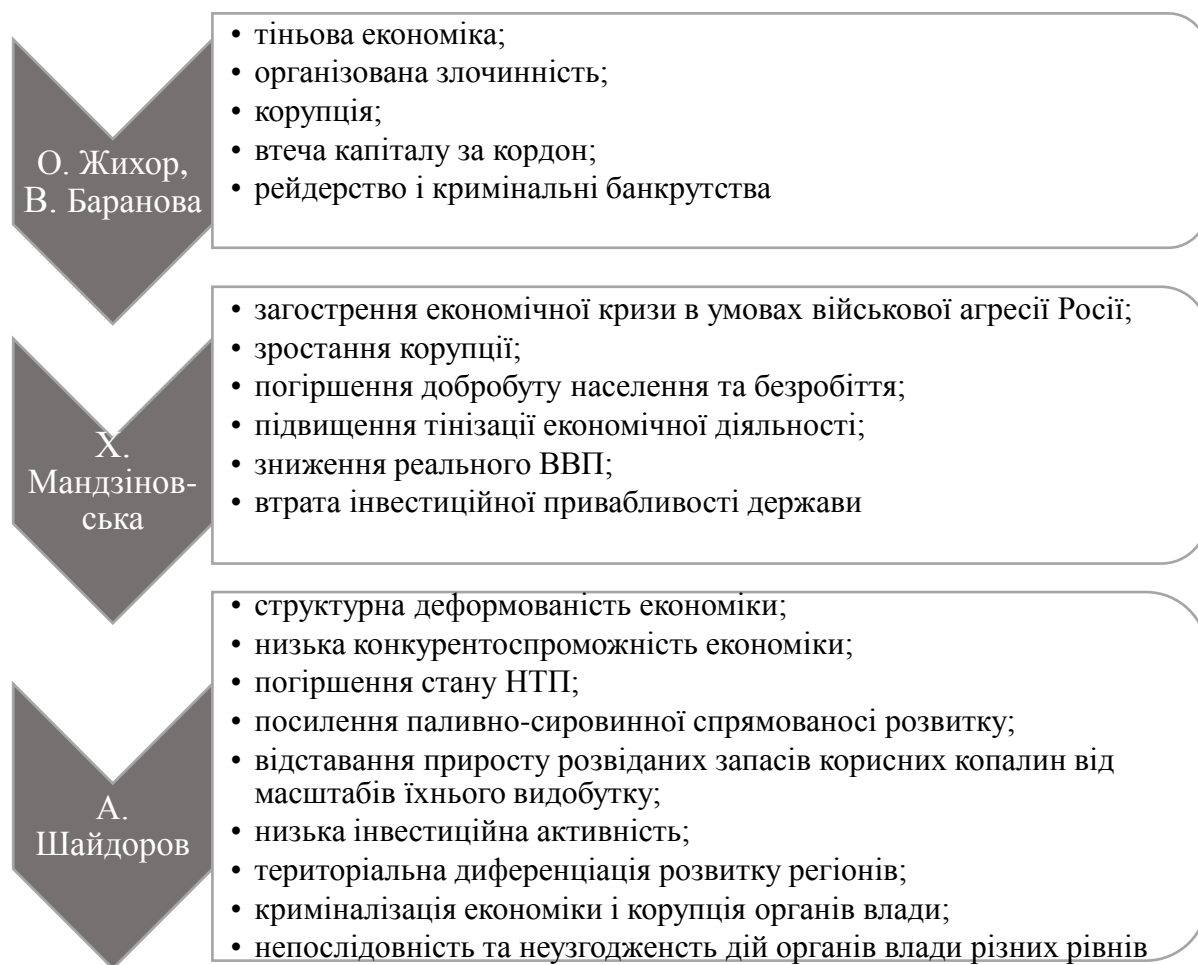 О. Жихор,
В. Баранова
• тіньова економіка;
• організована злочинність;
• корупція;
• втеча капіталу за кордон;
• рейдерство і кримінальні банкрутства
Х.
Мандзінов-
ська
• загострення економічної кризи в умовах військової агресії Росії;
• зростання корупції;
• погіршення добробуту населення та безробіття;
• підвищення тінізації економічної діяльності;
• зниження реального ВВП;
• втрата інвестиційної привабливості держави
А.
Шайдоров
• структурна деформованість економіки;
• низька конкурентоспроможність економіки;
• погіршення стану НТП;
• посилення паливно-сировинної спрямованосі розвитку;
• відставання приросту розвіданих запасів корисних копалин від
масштабів їхнього видобутку;
• низька інвестиційна активність;
• територіальна диференціація розвитку регіонів;
• криміналізація економіки і корупція органів влади;
• непослідовність та неузгодженсть дій органів влади різних рівнів